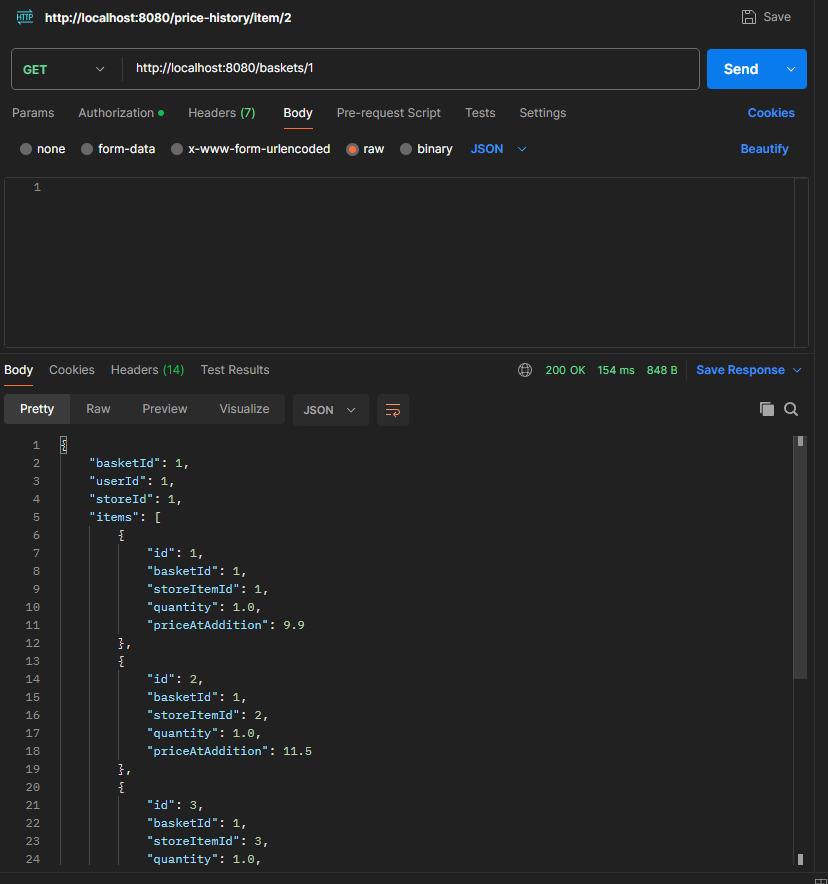 HTTP http://localhost:8080/price-history/item/2 Save
GET http://localhost:8080/baskets/1 Send
Params Authorization Headers (7) Body Pre-request Script Tests Settings Cookies
none form-data x-www-form-urlencoded raw binary JSON Beautify
1
Body Cookies Headers (14) Test Results 200 OK 154 ms 848 B Save Response
Pretty Raw Preview Visualize JSON
1 {
2 "basketId": 1,
3 "userId": 1,
4 "storeId": 1,
5 "items": [
6 {
7 "id": 1,
8 "basketId": 1,
9 "storeItemId": 1,
10 "quantity": 1.0,
11 "priceAtAddition": 9.9
12 },
13 {
14 "id": 2,
15 "basketId": 1,
16 "storeItemId": 2,
17 "quantity": 1.0,
18 "priceAtAddition": 11.5
19 },
20 {
21 "id": 3,
22 "basketId": 1,
23 "storeItemId": 3,
24 "quantity": 1.0,